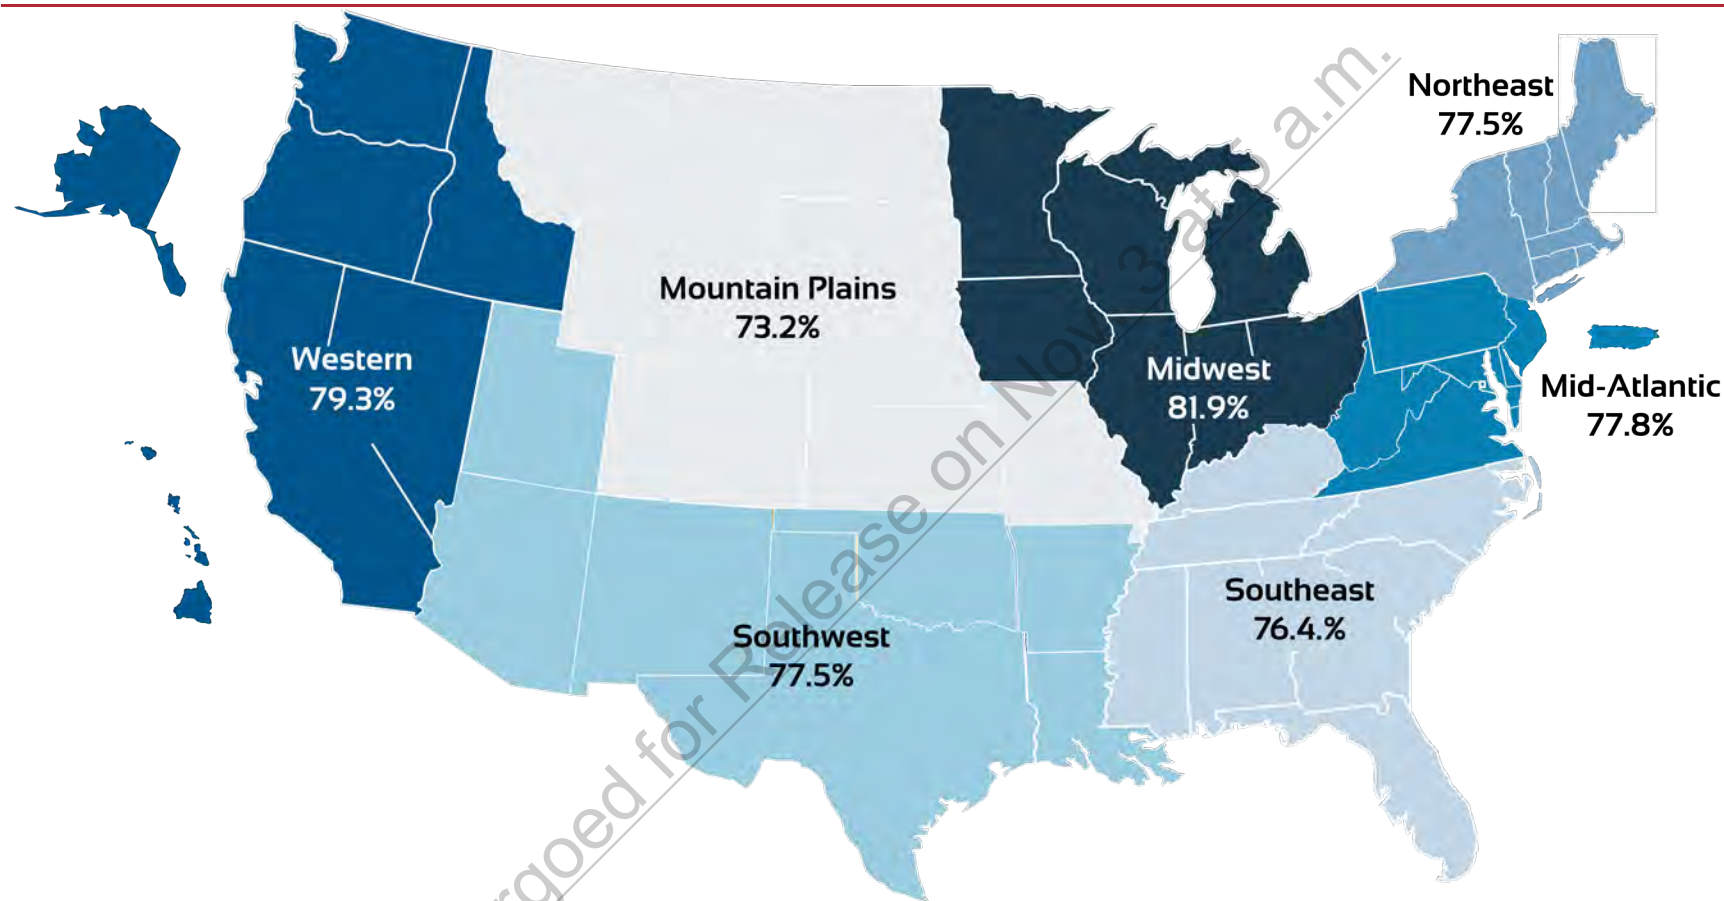 Northeast
77.5%
Mountain Plains
73.2%
Western
79.3%
Midwest
81.9%
Mid-Atlantic
77.8%
Southeast
76.4.%
Southwest
77.5%
for Release on Nov 3 at 5 a.m.